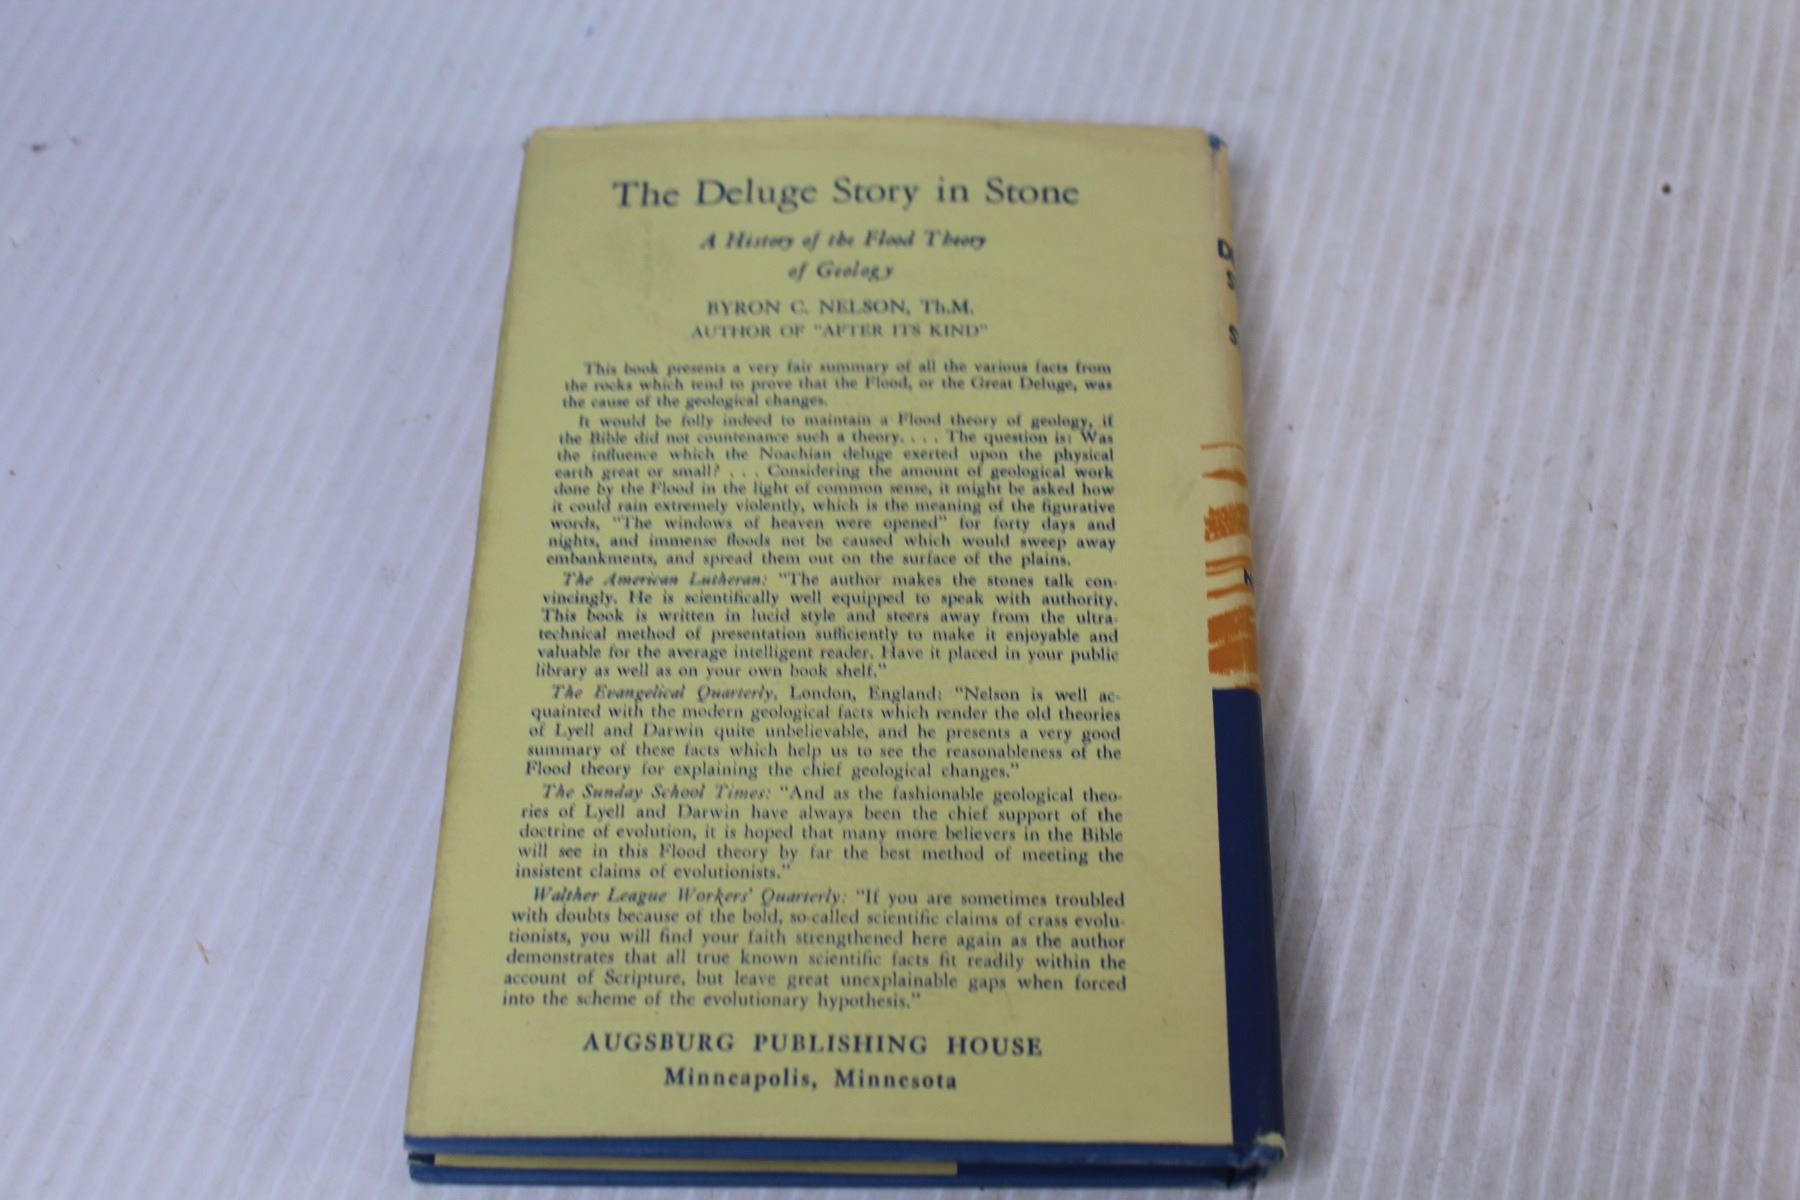 The Deluge Story in Stone
A History of the Flood Theory
of Geology
BYRON C. NELSON, Th.M.
AUTHOR OF "AFTER ITS KIND"
This book presents a very fair summary of all the various facts from
the rocks which tend to prove that the Flood, or the Great Deluge, was
the cause of the geological changes.
It would be folly indeed to maintain a Flood theory of geology, if
the Bible did not countenance such a theory. . . . The question is: Was
the influence which the Noachian deluge exerted upon the physical
earth great or small? . . . Considering the amount of geological work
done by the Flood in the light of common sense, it might be asked how
it could rain extremely violently, which is the meaning of the figurative
words, "The windows of heaven were opened" for forty days and
nights, and immense floods not be caused which would sweep away
embankments, and spread them out on the surface of the plains.
The American Lutheran: "The author makes the stones talk con-
vincingly. He is scientifically well equipped to speak with authority.
This book is written in lucid style and steers away from the ultra-
technical method of presentation sufficiently to make it enjoyable and
valuable for the average intelligent reader. Have it placed in your public
library as well as on your own book shelf."
The Evangelical Quarterly, London, England: "Nelson is well ac-
quainted with the modern geological facts which render the old theories
of Lyell and Darwin quite unbelievable, and he presents a very good
summary of these facts which help us to see the reasonableness of the
Flood theory for explaining the chief geological changes."
The Sunday School Times: "And as the fashionable geological theo-
ries of Lyell and Darwin have always been the chief support of the
doctrine of evolution, it is hoped that many more believers in the Bible
will see in this Flood theory by far the best method of meeting the
insistent claims of evolutionists."
Walther League Workers' Quarterly: "If you are sometimes troubled
with doubts because of the bold, so-called scientific claims of crass evolu-
tionists, you will find your faith strengthened here again as the author
demonstrates that all true known scientific facts fit readily within the
account of Scripture, but leave great unexplainable gaps when forced
into the scheme of the evolutionary hypothesis."
AUGSBURG PUBLISHING HOUSE
Minneapolis, Minnesota